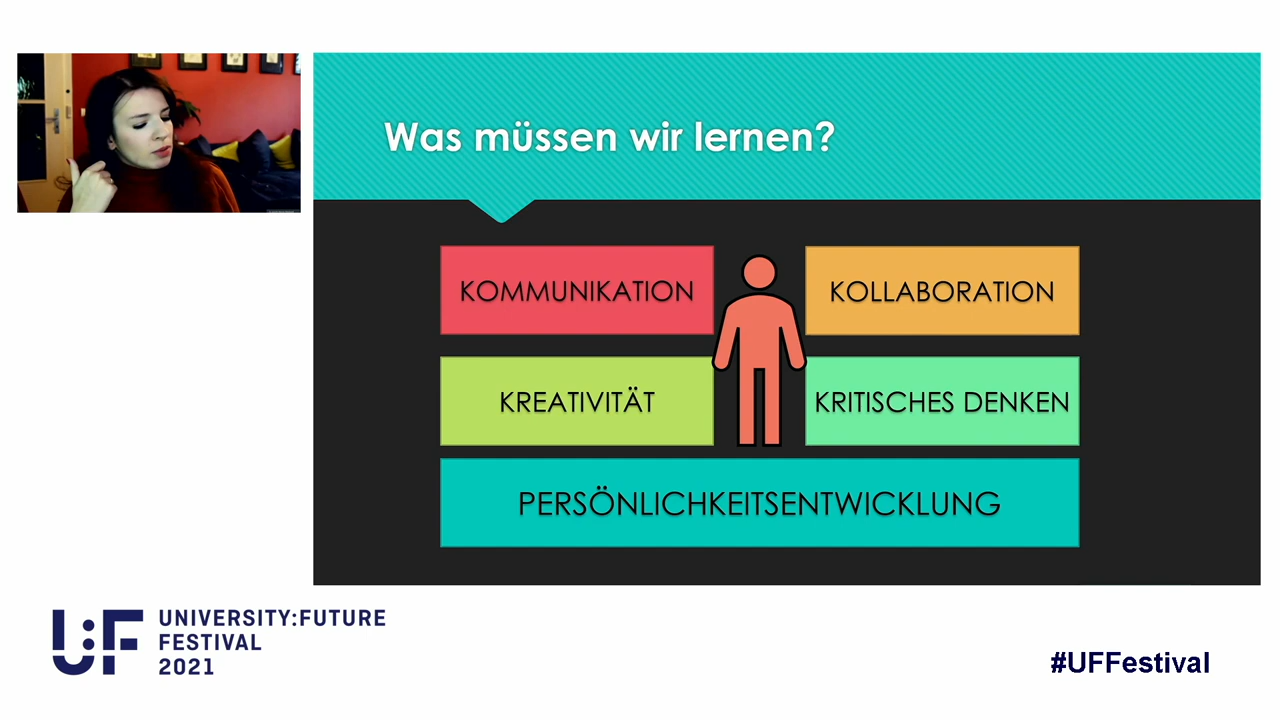 Was müssen wir lernen?
KOMMUNIKATION
KOLLABORATION
KREATIVITÄT
KRITISCHES DENKEN
PERSÖNLICHKEITSENTWICKLUNG
U:F
UNIVERSITY:FUTURE
FESTIVAL
2021
#UFFestival